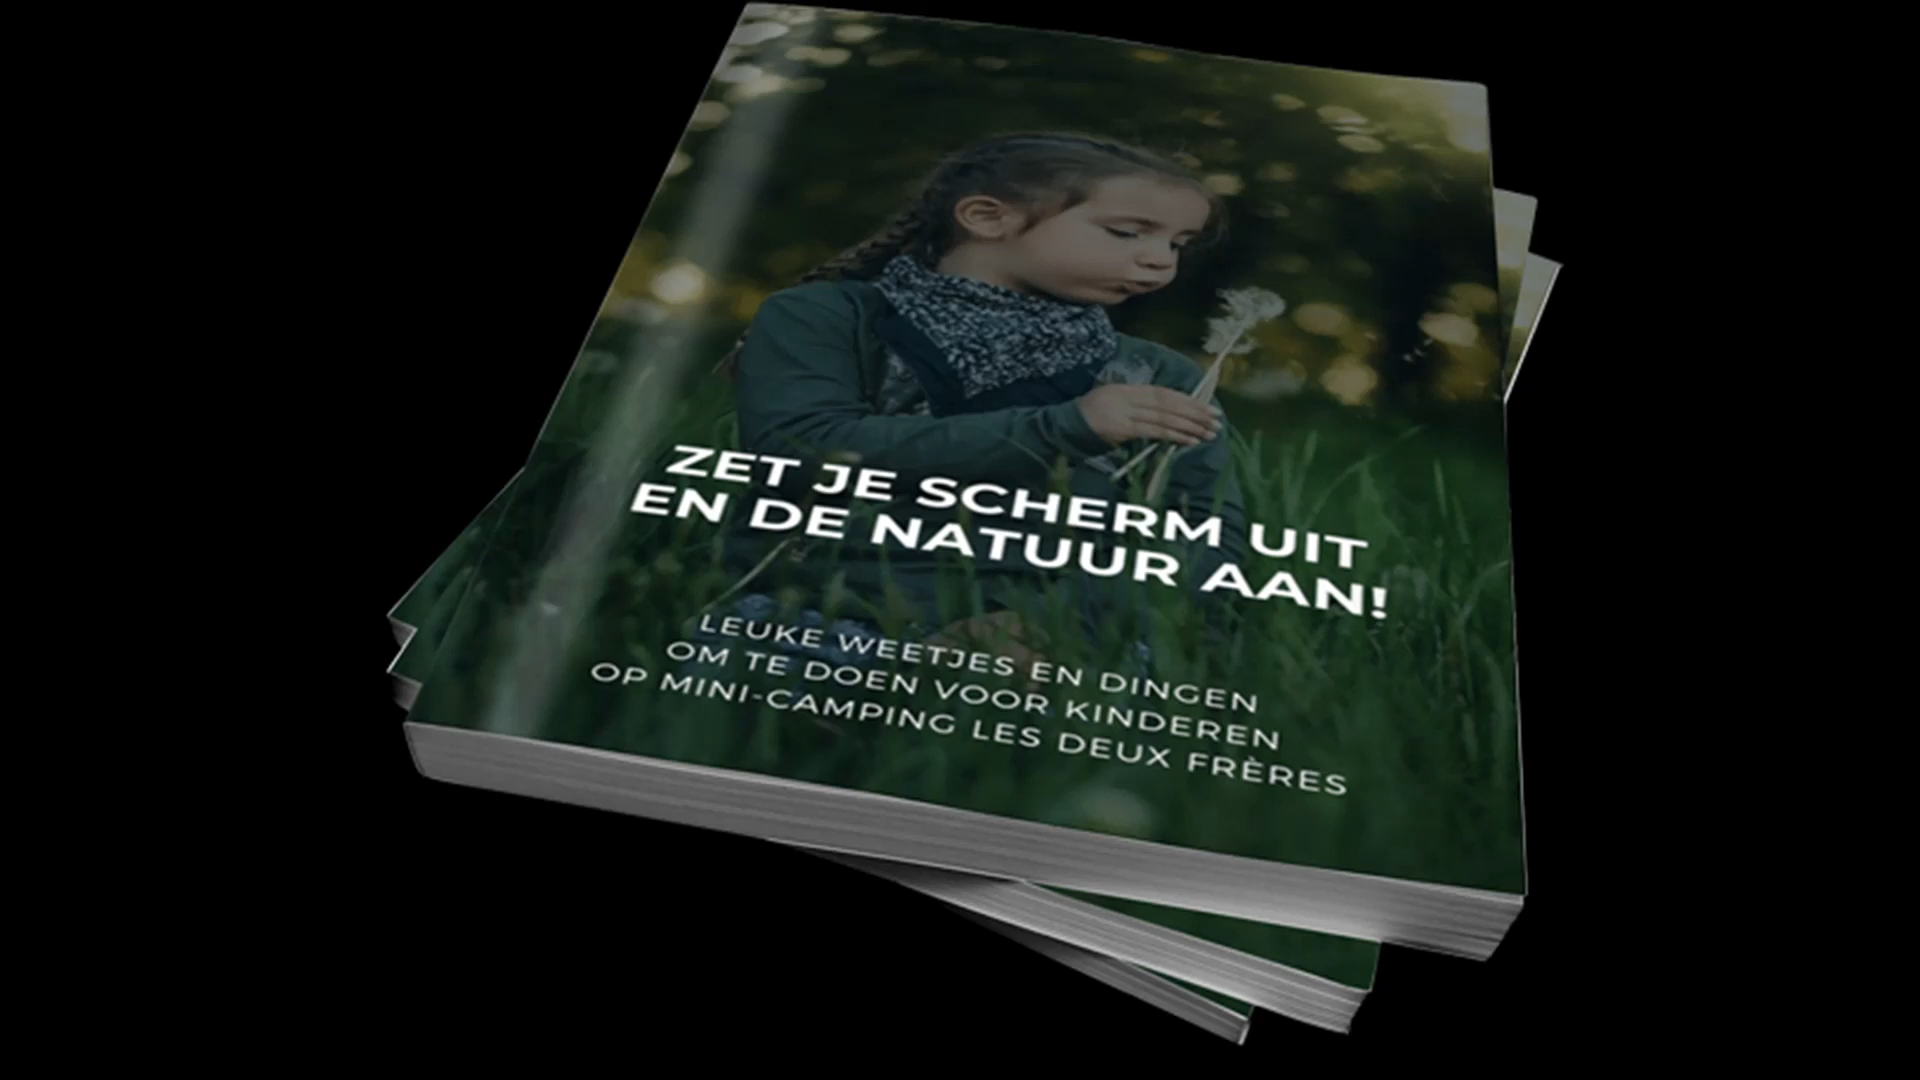 ZET JE SCHERM UIT
EN DE NATUUR AAN!
LEUKE WEETJES EN DINGEN
OM TE DOEN VOOR KINDEREN
OP MINI-CAMPING LES DEUX FRÈRES